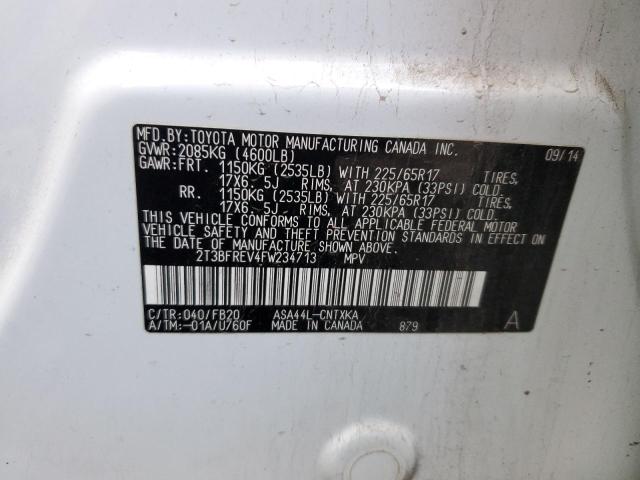 MFD.BY:TOYOTA MOTOR MANUFACTURING CANADA INC. 09/14
GVWR:2085KG (4600LB)
GAWR:FRT. 1150KG (2535LB) WITH 225/65R17 TIRES,
17X6.5J RIMS, AT 230KPA (33PSI) COLD.
RR. 1150KG (2535LB) WITH 225/65R17 TIRES,
17X6.5J RIMS, AT 230KPA (33PSI) COLD.
THIS VEHICLE CONFORMS TO ALL APPLICABLE FEDERAL MOTOR
VEHICLE SAFETY AND THEFT PREVENTION STANDARDS IN EFFECT ON
THE DATE OF MANUFACTURE SHOWN ABOVE.
2T3BFREV4FW234713 MPV
C/TR:040/FB20 ASA44L-CNTXKA
A/TM:-01A/U760F MADE IN CANADA 879 A